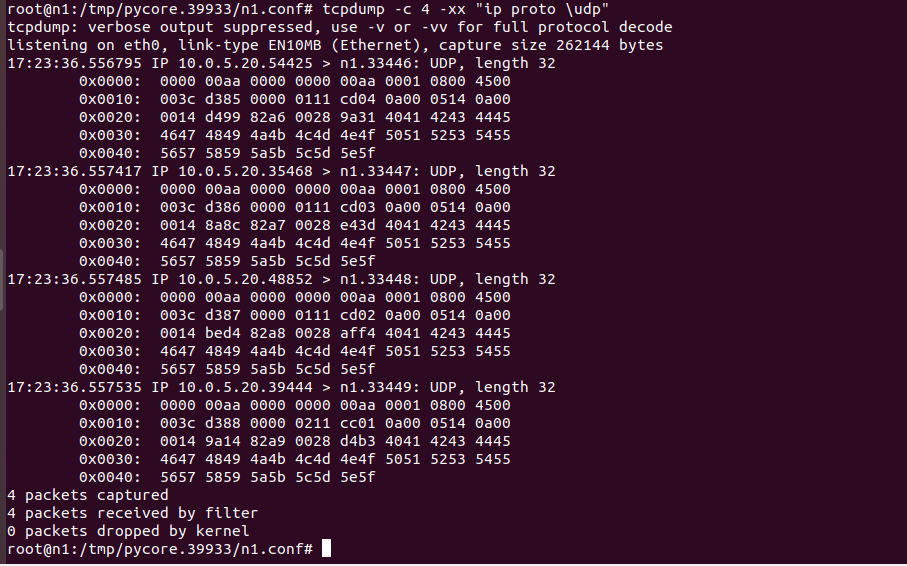 root@n1:/tmp/pycore.39933/n1.conf# tcpdump -c 4 -xx "ip proto \udp"
tcpdump: verbose output suppressed, use -v or -vv for full protocol decode
listening on eth0, link-type EN10MB (Ethernet), capture size 262144 bytes
17:23:36.556795 IP 10.0.5.20.54425 > n1.33446: UDP, length 32
0x0000:  0000 00aa 0000 0000 00aa 0001 0800 4500
0x0010:  003c d385 0000 0111 cd04 0a00 0514 0a00
0x0020:  0014 d499 82a6 0028 9a31 4041 4243 4445
0x0030:  4647 4849 4a4b 4c4d 4e4f 5051 5253 5455
0x0040:  5657 5859 5a5b 5c5d 5e5f
17:23:36.557417 IP 10.0.5.20.35468 > n1.33447: UDP, length 32
0x0000:  0000 00aa 0000 0000 00aa 0001 0800 4500
0x0010:  003c d386 0000 0111 cd03 0a00 0514 0a00
0x0020:  0014 8a8c 82a7 0028 e43d 4041 4243 4445
0x0030:  4647 4849 4a4b 4c4d 4e4f 5051 5253 5455
0x0040:  5657 5859 5a5b 5c5d 5e5f
17:23:36.557485 IP 10.0.5.20.48852 > n1.33448: UDP, length 32
0x0000:  0000 00aa 0000 0000 00aa 0001 0800 4500
0x0010:  003c d387 0000 0111 cd02 0a00 0514 0a00
0x0020:  0014 bed4 82a8 0028 aff4 4041 4243 4445
0x0030:  4647 4849 4a4b 4c4d 4e4f 5051 5253 5455
0x0040:  5657 5859 5a5b 5c5d 5e5f
17:23:36.557535 IP 10.0.5.20.39444 > n1.33449: UDP, length 32
0x0000:  0000 00aa 0000 0000 00aa 0001 0800 4500
0x0010:  003c d388 0000 0211 cc01 0a00 0514 0a00
0x0020:  0014 9a14 82a9 0028 d4b3 4041 4243 4445
0x0030:  4647 4849 4a4b 4c4d 4e4f 5051 5253 5455
0x0040:  5657 5859 5a5b 5c5d 5e5f
4 packets captured
4 packets received by filter
0 packets dropped by kernel
root@n1:/tmp/pycore.39933/n1.conf#